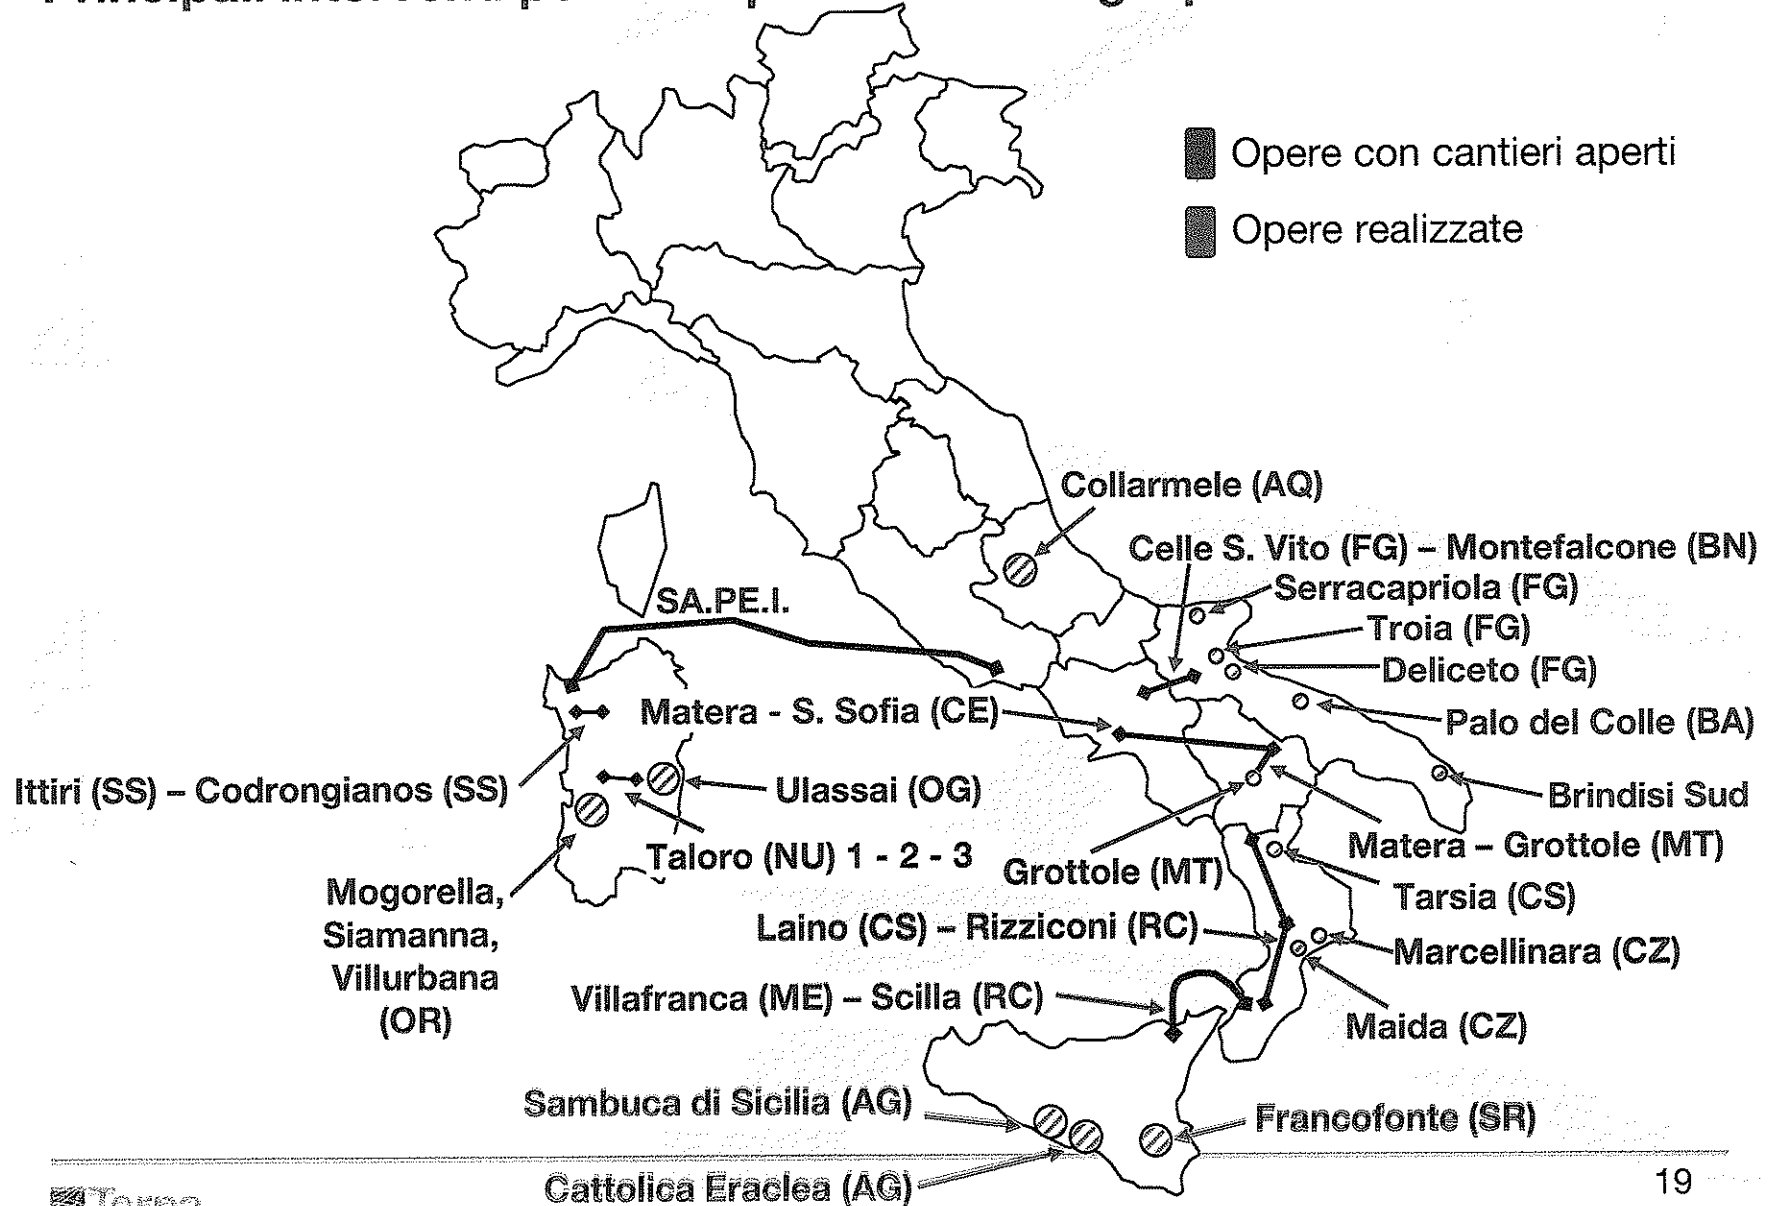 Opere con cantieri aperti
Opere realizzate
Collarmele (AQ)
Celle S. Vito (FG) – Montefalcone (BN)
Serracapriola (FG)
SA.PE.I.
Troia (FG)
Deliceto (FG)
Matera - S. Sofia (CE)
Palo del Colle (BA)
Ittiri (SS) – Codrongianos (SS)
Ulassai (OG)
Brindisi Sud
Taloro (NU) 1 - 2 - 3
Grottole (MT)
Matera – Grottole (MT)
Tarsia (CS)
Mogorella,
Siamanna,
Villurbana
(OR)
Laino (CS) – Rizziconi (RC)
Marcellinara (CZ)
Villafranca (ME) – Scilla (RC)
Maida (CZ)
Sambuca di Sicilia (AG)
Francofonte (SR)
Cattolica Eraclea (AG)
19
Terna